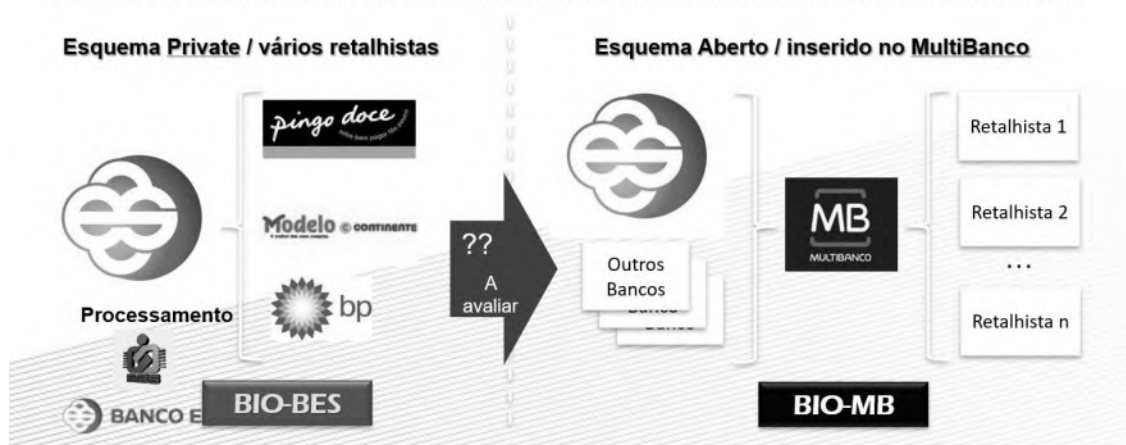 Esquema Private / vários retalhistas
pingo doce
Modelo e CONTINENTE
bp
Processamento
BANCO E
BIO-BES
??
A
avaliar
Esquema Aberto / inserido no MultiBanco
Outros
Bancos
Banco
MB
MULTIBANCO
Retalhista 1
Retalhista 2
...
Retalhista n
BIO-MB